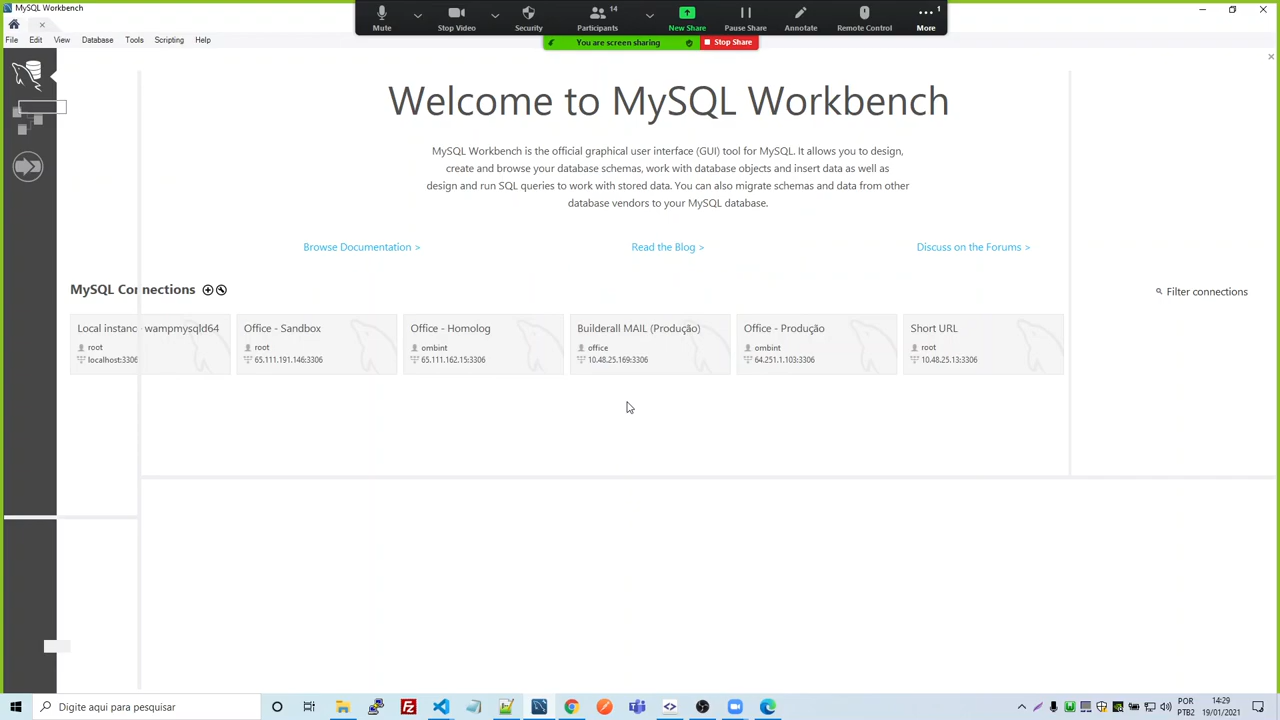 MySQL Workbench
Mute
Stop Video
Security
14
Participants
New Share
Pause Share
Annotate
Remote Control
1
More
You are screen sharing
Stop Share
File Edit View Database Tools Scripting Help
Welcome to MySQL Workbench
MySQL Workbench is the official graphical user interface (GUI) tool for MySQL. It allows you to design,
create and browse your database schemas, work with database objects and insert data as well as
design and run SQL queries to work with stored data. You can also migrate schemas and data from other
database vendors to your MySQL database.
Browse Documentation > Read the Blog > Discuss on the Forums >
MySQL Connections
Filter connections
Local instance wampmysqld64
root
localhost:3306
Office - Sandbox
root
65.111.191.146:3306
Office - Homolog
ombint
65.111.162.15:3306
Builderall MAIL (Produção)
office
10.48.25.169:3306
Office - Produção
ombint
64.251.1.103:3306
Short URL
root
10.48.25.13:3306
Digite aqui para pesquisar
POR
PTB2
14:29
19/01/2021